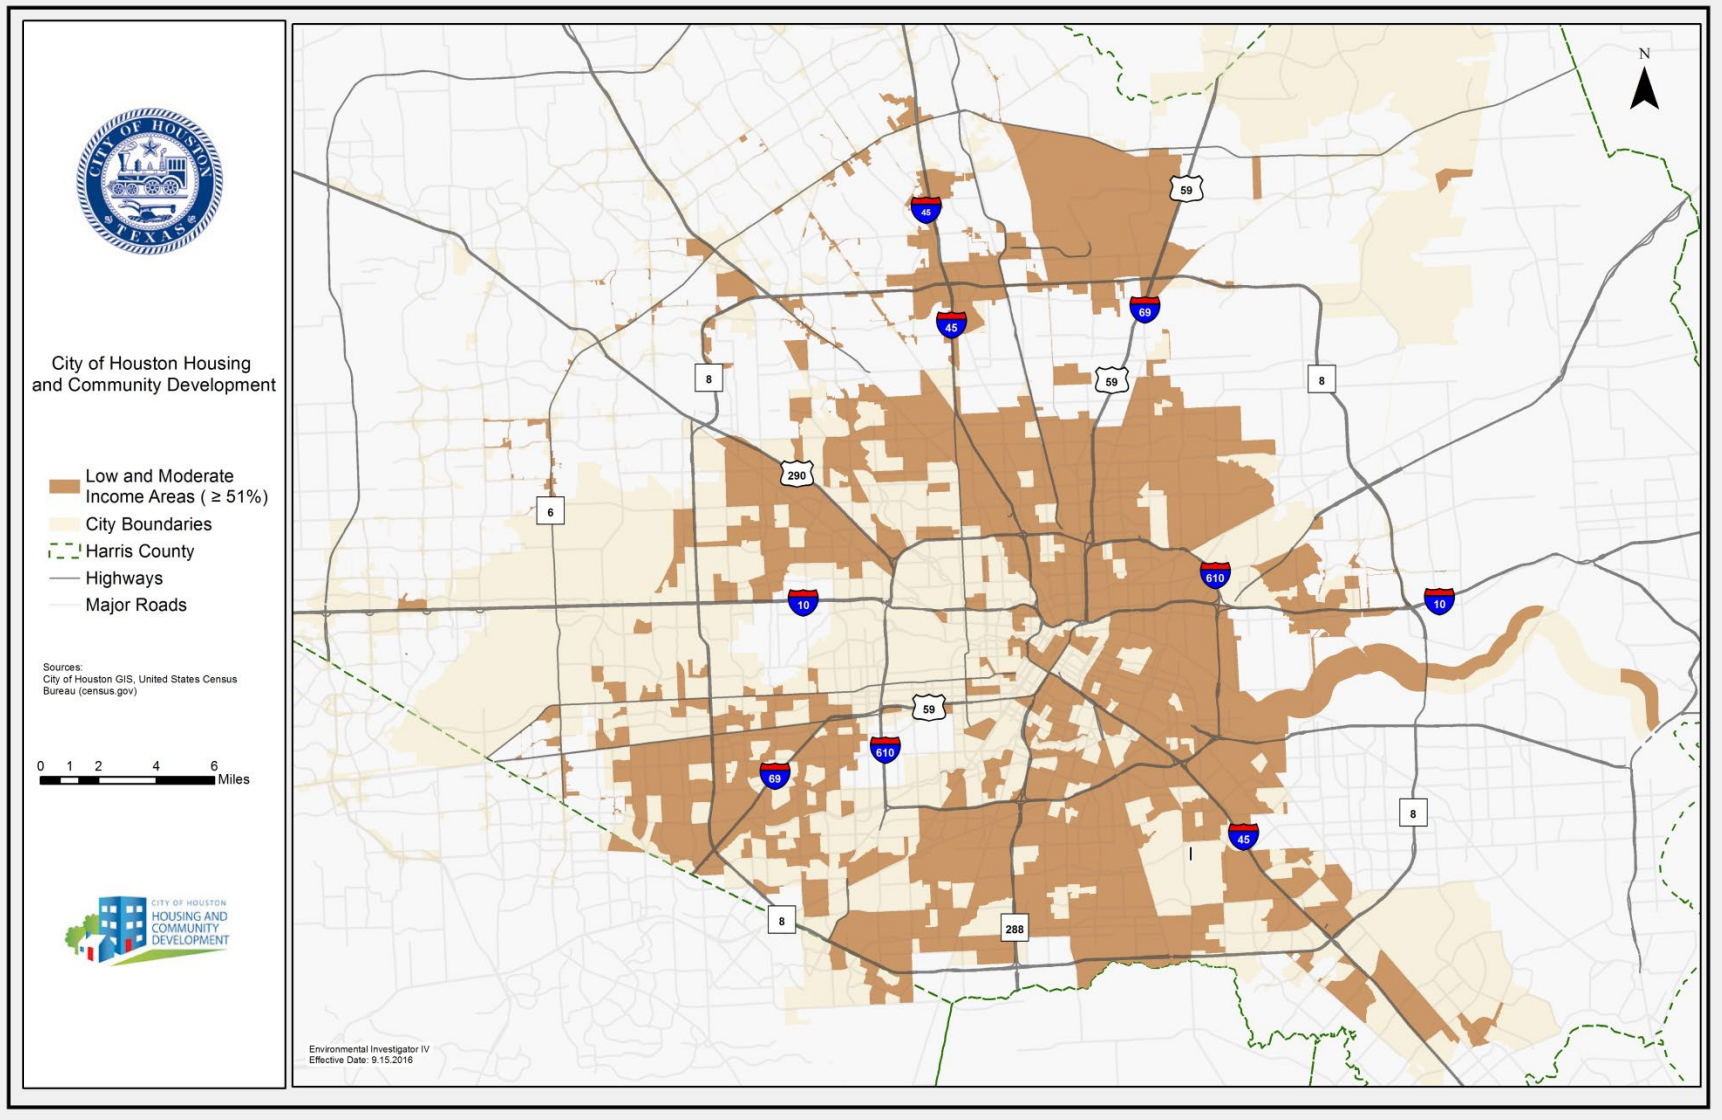 CITY OF HOUSTON
TEXAS
City of Houston Housing
and Community Development
Low and Moderate
Income Areas ( ≥ 51%)
City Boundaries
Harris County
Highways
Major Roads
Sources:
City of Houston GIS, United States Census
Bureau (census.gov)
0 1 2 4 6
Miles
CITY OF HOUSTON
HOUSING AND
COMMUNITY
DEVELOPMENT
N
59
45
69
45
59
8
8
290
6
610
10
10
59
610
69
8
45
8
288
Environmental Investigator IV
Effective Date: 9.15.2016